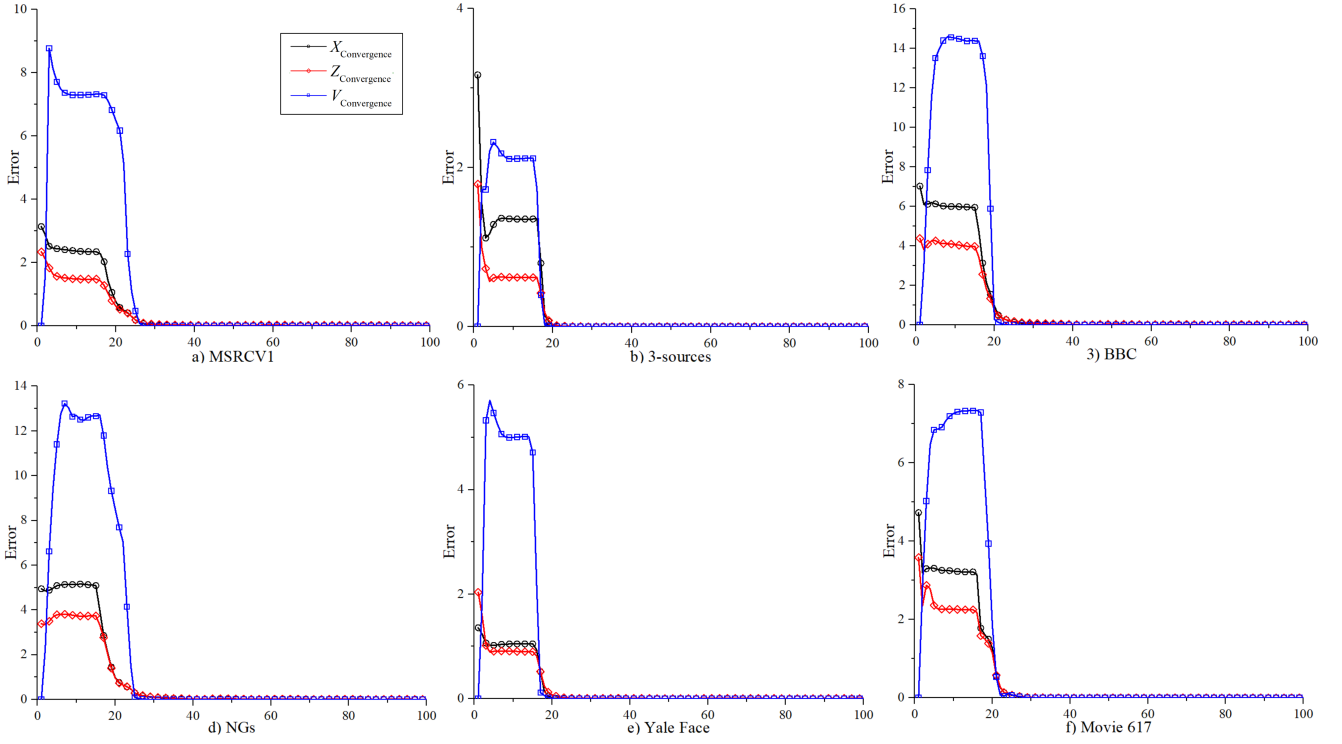 10
8
6
4
2
0
Error
0 20 40 60 80 100
a) MSRCV1
X Convergence
Z Convergence
V Convergence
4
2
0
Error
0 20 40 60 80 100
b) 3-sources
16
14
12
10
8
6
4
2
0
Error
0 20 40 60 80 100
3) BBC
14
12
10
8
6
4
2
0
Error
0 20 40 60 80 100
d) NGs
6
4
2
0
Error
0 20 40 60 80 100
e) Yale Face
8
6
4
2
0
Error
0 20 40 60 80 100
f) Movie 617